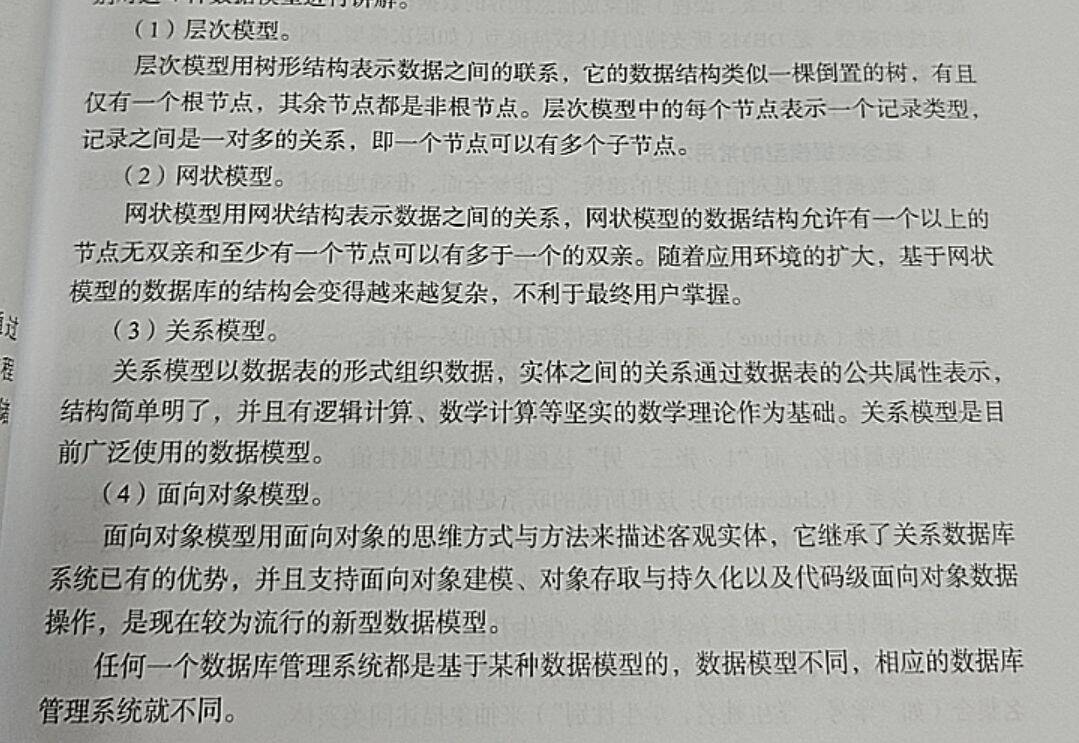 (1)层次模型。
层次模型用树形结构表示数据之间的联系，它的数据结构类似一棵倒置的树，有且
仅有一个根节点，其余节点都是非根节点。层次模型中的每个节点表示一个记录类型，
记录之间是一对多的关系，即一个节点可以有多个子节点。
(2)网状模型。
网状模型用网状结构表示数据之间的关系，网状模型的数据结构允许有一个以上的
节点无双亲和至少有一个节点可以有多于一个的双亲。随着应用环境的扩大，基于网状
模型的数据库的结构会变得越来越复杂，不利于最终用户掌握。
(3)关系模型。
关系模型以数据表的形式组织数据，实体之间的关系通过数据表的公共属性表示，
结构简单明了，并且有逻辑计算、数学计算等坚实的数学理论作为基础。关系模型是目
前广泛使用的数据模型。
(4)面向对象模型。
面向对象模型用面向对象的思维方式与方法来描述客观实体，它继承了关系数据库
系统已有的优势，并且支持面向对象建模、对象存取与持久化以及代码级面向对象数据
操作，是现在较为流行的新型数据模型。
任何一个数据库管理系统都是基于某种数据模型的，数据模型不同，相应的数据库
管理系统就不同。